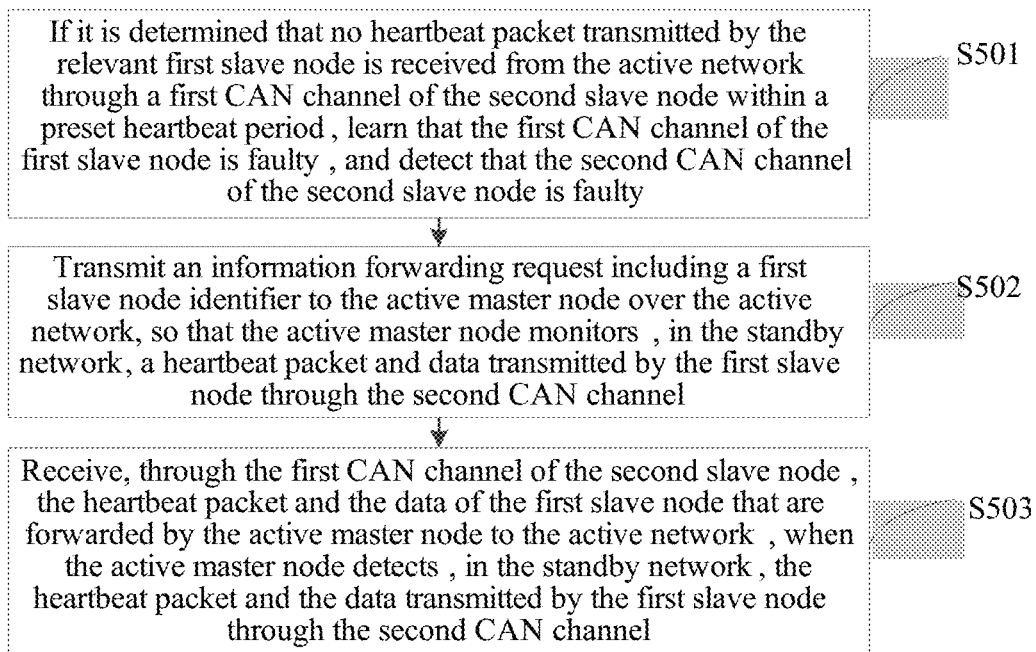 If it is determined that no heartbeat packet transmitted by the
relevant first slave node is received from the active network
through a first CAN channel of the second slave node within a
preset heartbeat period , learn that the first CAN channel of the
first slave node is faulty , and detect that the second CAN channel
of the second slave node is faulty
S501
Transmit an information forwarding request including a first
slave node identifier to the active master node over the active
network, so that the active master node monitors , in the standby
network, a heartbeat packet and data transmitted by the first slave
node through the second CAN channel
S502
Receive, through the first CAN channel of the second slave node ,
the heartbeat packet and the data of the first slave node that are
forwarded by the active master node to the active network , when
the active master node detects , in the standby network , the
heartbeat packet and the data transmitted by the first slave node
through the second CAN channel
S503